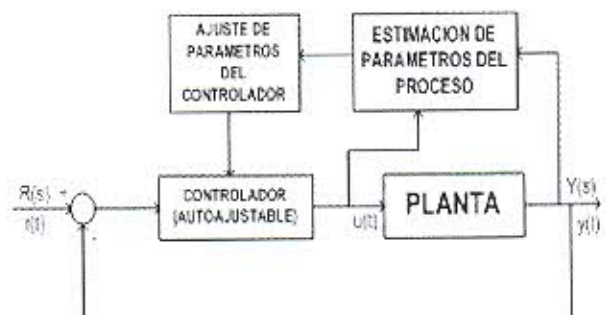 AJUSTE DE
PARAMETROS
DEL
CONTROLADOR
ESTIMACION DE
PARAMETROS DEL
PROCESO
R(s) +
r(t)
-
CONTROLADOR
(AUTOAJUSTABLE)
u(t)
PLANTA
Y(s)
y(t)